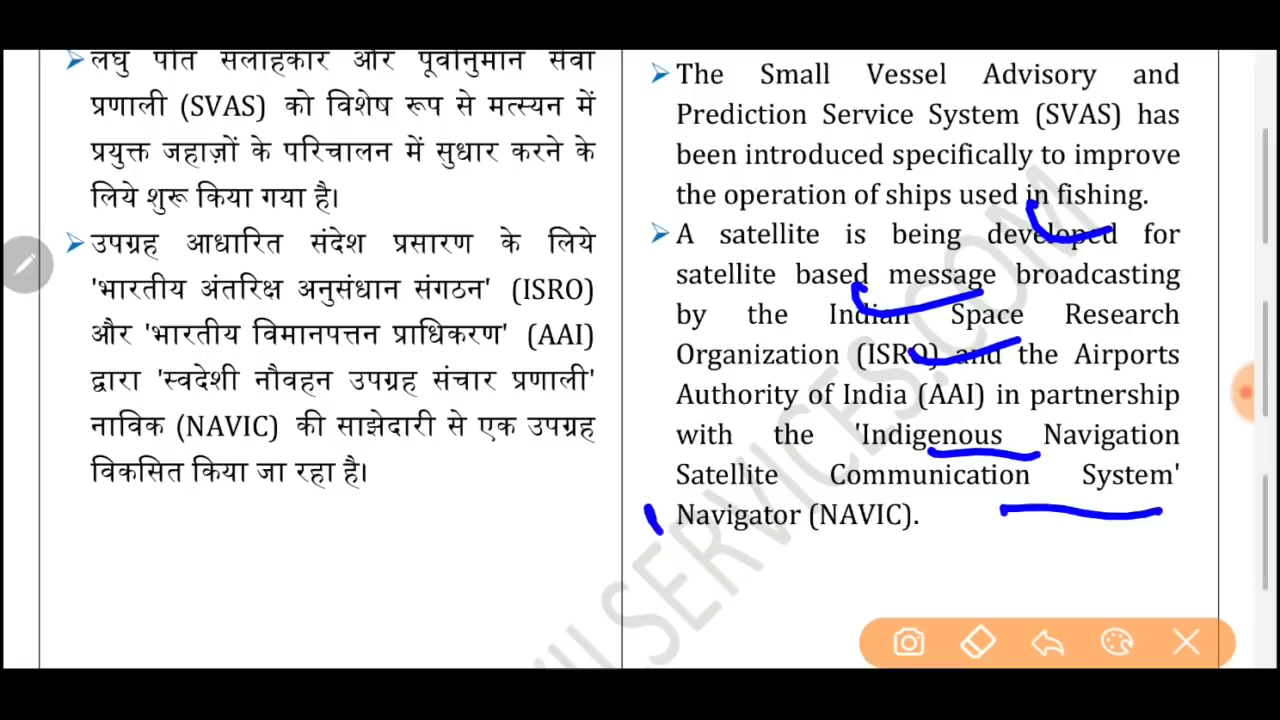 लघु पोत सलाहकार और पूर्वानुमान सेवा
प्रणाली (SVAS) को विशेष रूप से मत्स्यन में
प्रयुक्त जहाज़ों के परिचालन में सुधार करने के
लिये शुरू किया गया है।
उपग्रह आधारित संदेश प्रसारण के लिये
'भारतीय अंतरिक्ष अनुसंधान संगठन' (ISRO)
और 'भारतीय विमानपत्तन प्राधिकरण' (AAI)
द्वारा 'स्वदेशी नौवहन उपग्रह संचार प्रणाली'
नाविक (NAVIC) की साझेदारी से एक उपग्रह
विकसित किया जा रहा है।
The Small Vessel Advisory and
Prediction Service System (SVAS) has
been introduced specifically to improve
the operation of ships used in fishing.
A satellite is being developed for
satellite based message broadcasting
by the Indian Space Research
Organization (ISRO) and the Airports
Authority of India (AAI) in partnership
with the 'Indigenous Navigation
Satellite Communication System'
Navigator (NAVIC).